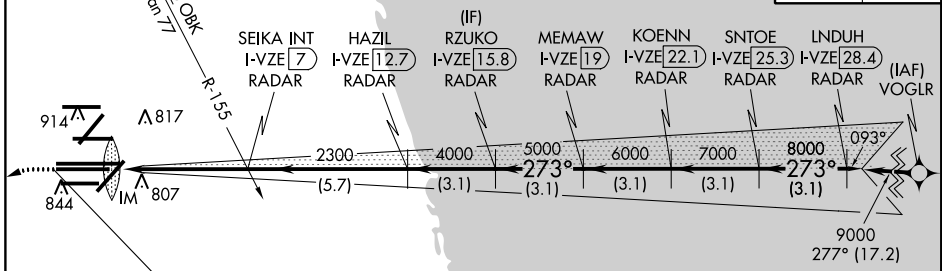 OBK
an 77
R-155
SEIKA INT
I-VZE 7
RADAR
HAZIL
I-VZE 12.7
RADAR
(IF)
RZUKO
I-VZE 15.8
RADAR
MEMAW
I-VZE 19
RADAR
KOENN
I-VZE 22.1
RADAR
SNTOE
I-VZE 25.3
RADAR
LNDUH
I-VZE 28.4
RADAR
(IAF)
VOGLR
914
817
844
807
IM
2300
(5.7)
4000
(3.1)
5000
273°
(3.1)
6000
(3.1)
7000
(3.1)
8000
273°
(3.1)
093°
9000
277° (17.2)